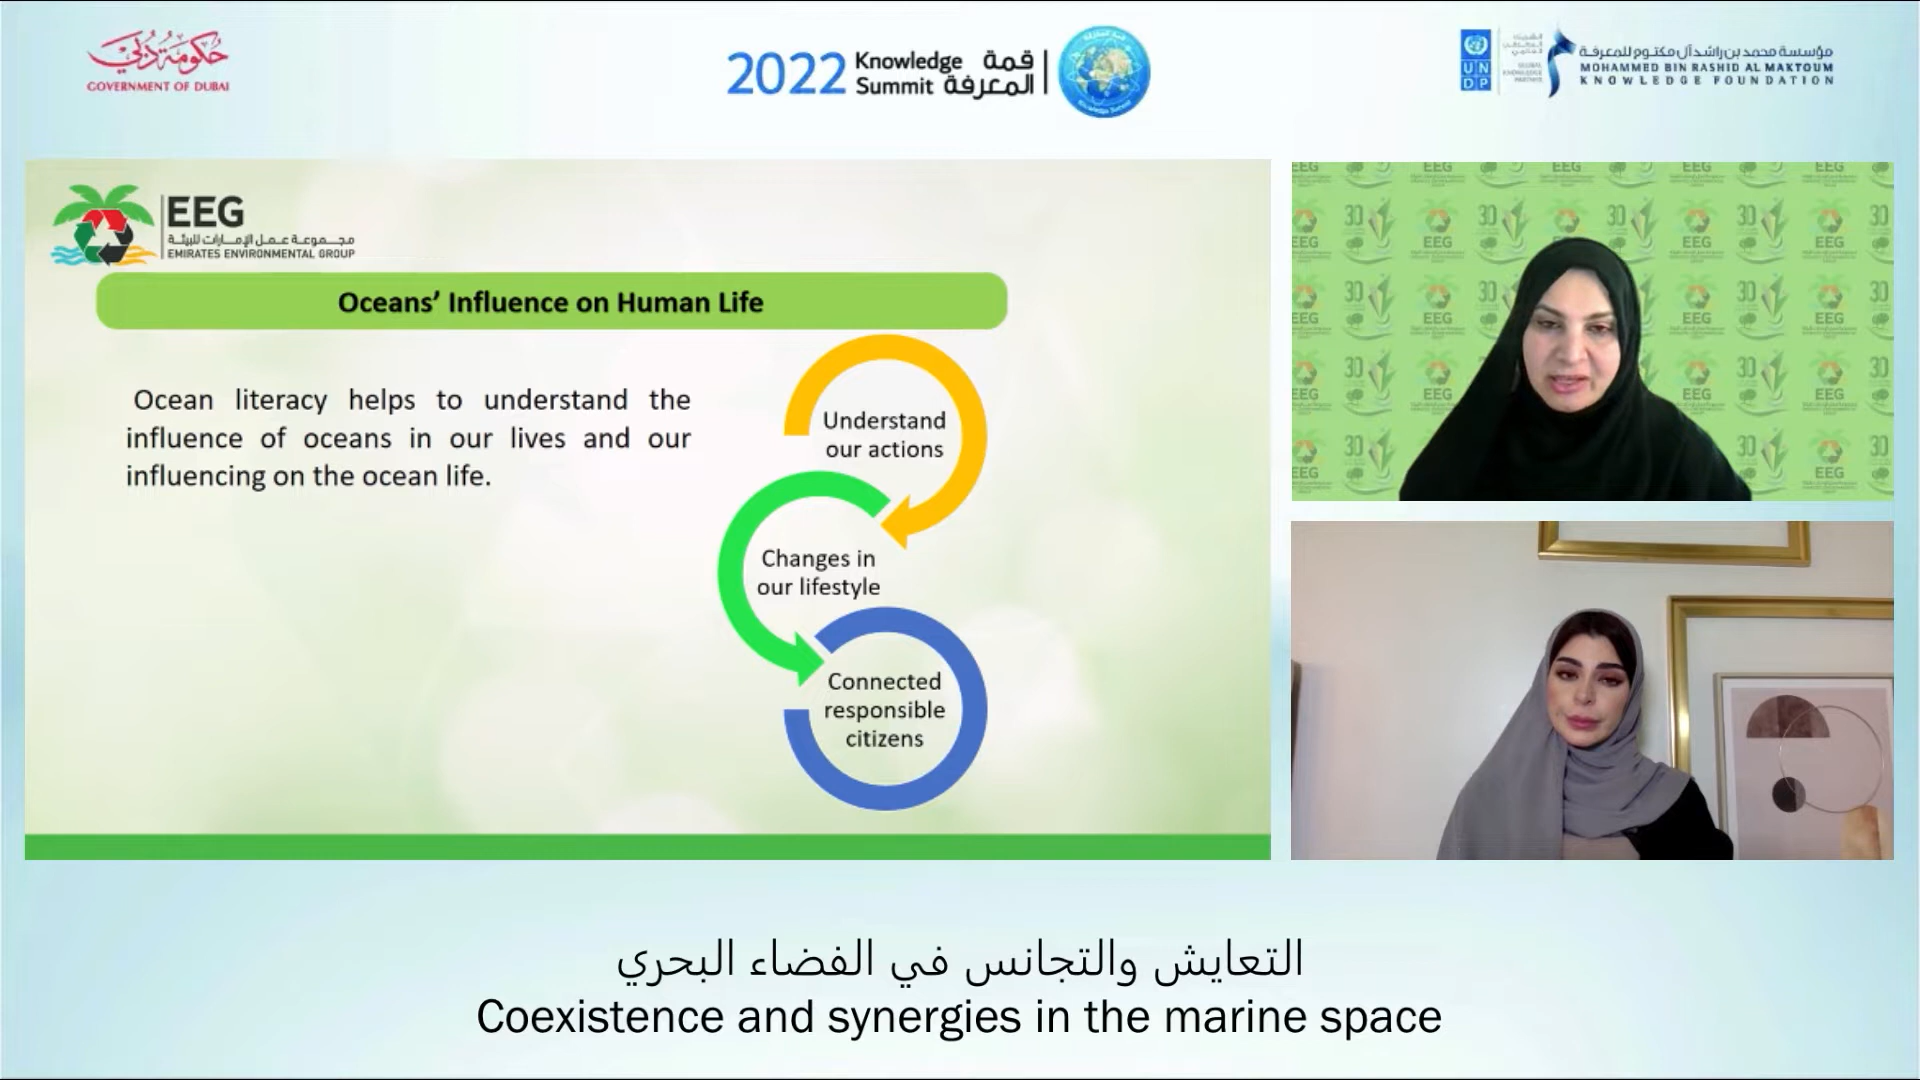 حكومة دبي
GOVERNMENT OF DUBAI
2022 Knowledge Summit قمة المعرفة
UNDP
GLOBAL
KNOWLEDGE
PARTNER
مؤسسة محمد بن راشد آل مكتوم للمعرفة
MOHAMMED BIN RASHID AL MAKTOUM
KNOWLEDGE FOUNDATION
EEG
مجموعة عمل الإمارات للبيئة
EMIRATES ENVIRONMENTAL GROUP
Oceans’ Influence on Human Life
Ocean literacy helps to understand the
influence of oceans in our lives and our
influencing on the ocean life.
Understand
our actions
Changes in
our lifestyle
Connected
responsible
citizens
التعايش والتجانس في الفضاء البحري
Coexistence and synergies in the marine space